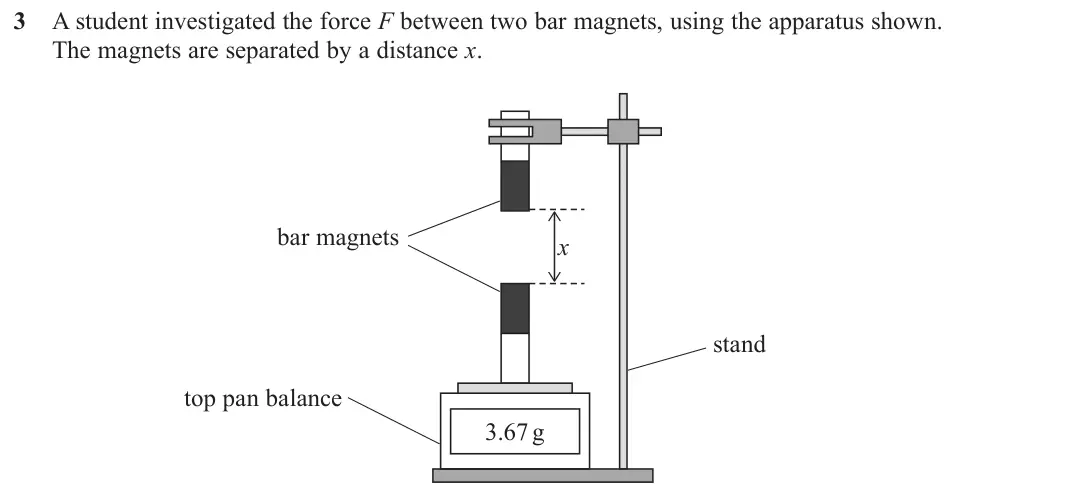 3 A student investigated the force F between two bar magnets, using the apparatus shown.
The magnets are separated by a distance x.
bar magnets
x
stand
top pan balance
3.67 g